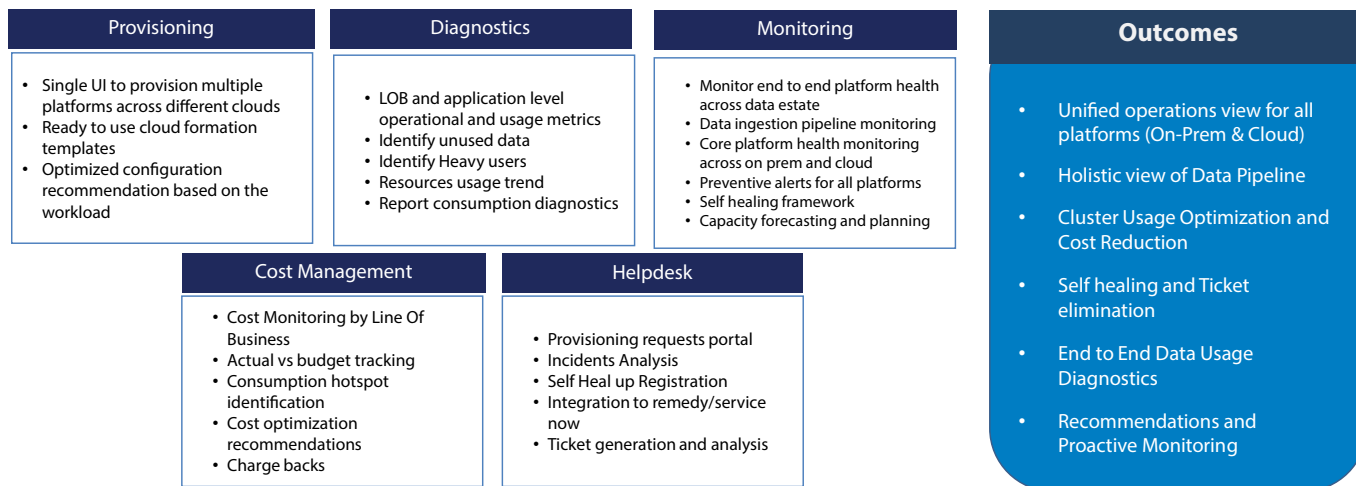 Provisioning
• Single UI to provision multiple
platforms across different clouds
• Ready to use cloud formation
templates
• Optimized configuration
recommendation based on the
workload
Diagnostics
• LOB and application level
operational and usage metrics
• Identify unused data
• Identify Heavy users
• Resources usage trend
• Report consumption diagnostics
Monitoring
• Monitor end to end platform health
across data estate
• Data ingestion pipeline monitoring
• Core platform health monitoring
across on prem and cloud
• Preventive alerts for all platforms
• Self healing framework
• Capacity forecasting and planning
Cost Management
• Cost Monitoring by Line Of
Business
• Actual vs budget tracking
• Consumption hotspot
identification
• Cost optimization
recommendations
• Charge backs
Helpdesk
• Provisioning requests portal
• Incidents Analysis
• Self Heal up Registration
• Integration to remedy/service
now
• Ticket generation and analysis
Outcomes
• Unified operations view for all
platforms (On-Prem & Cloud)
• Holistic view of Data Pipeline
• Cluster Usage Optimization and
Cost Reduction
• Self healing and Ticket
elimination
• End to End Data Usage
Diagnostics
• Recommendations and
Proactive Monitoring